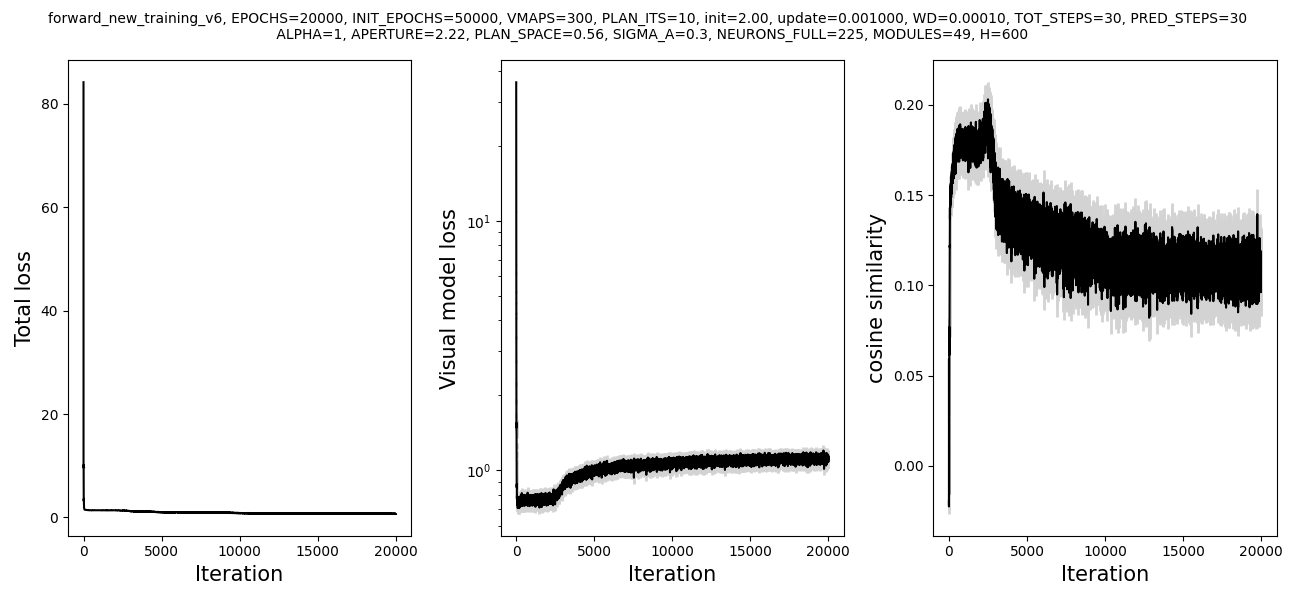 forward_new_training_v6, EPOCHS=20000, INIT_EPOCHS=50000, VMAPS=300, PLAN_ITS=10, init=2.00, update=0.001000, WD=0.00010, TOT_STEPS=30, PRED_STEPS=30
ALPHA=1, APERTURE=2.22, PLAN_SPACE=0.56, SIGMA_A=0.3, NEURONS_FULL=225, MODULES=49, H=600
Total loss
80
60
40
20
0
0 5000 10000 15000 20000
Iteration
Visual model loss
10^1
10^0
0 5000 10000 15000 20000
Iteration
cosine similarity
0.20
0.15
0.10
0.05
0.00
0 5000 10000 15000 20000
Iteration